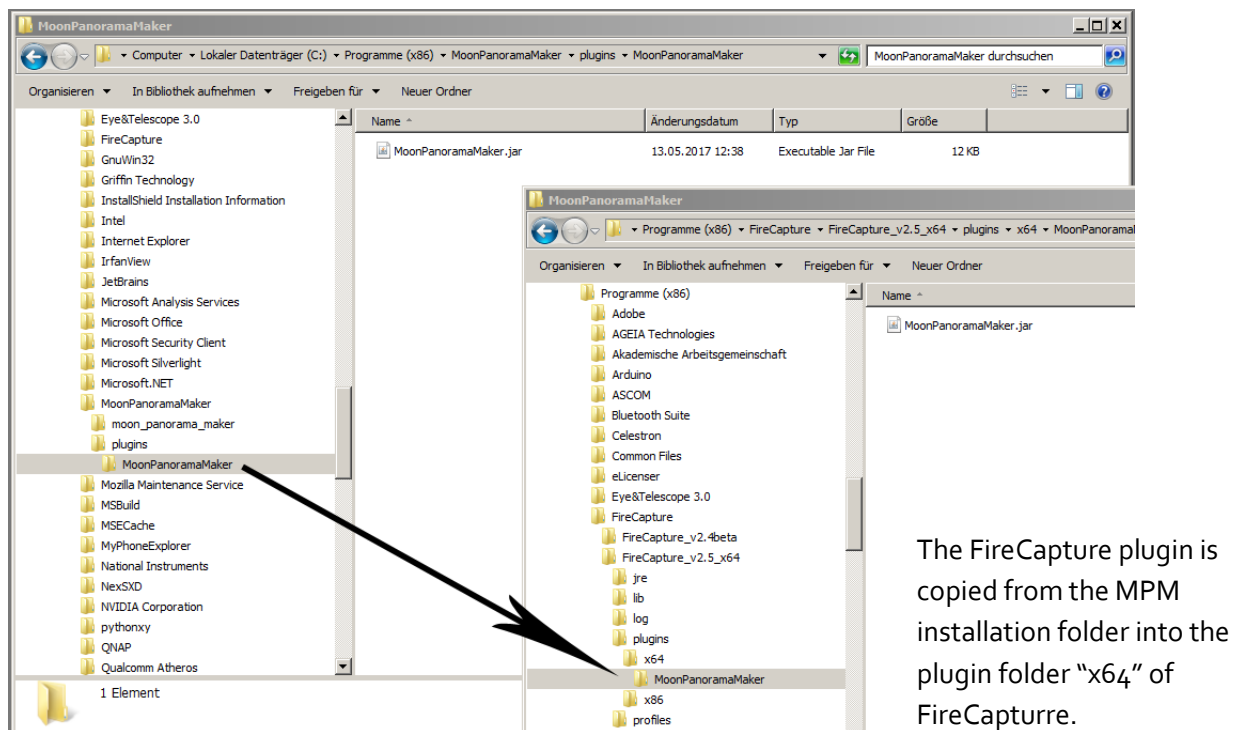 MoonPanoramaMaker
Computer Lokaler Datenträger (C:) Programme (x86) MoonPanoramaMaker plugins MoonPanoramaMaker
MoonPanoramaMaker durchsuchen
Organisieren In Bibliothek aufnehmen Freigeben für Neuer Ordner
Eye&Telescope 3.0
FireCapture
GnuWin32
Griffin Technology
InstallShield Installation Information
Intel
Internet Explorer
IrfanView
JetBrains
Microsoft Analysis Services
Microsoft Office
Microsoft Security Client
Microsoft Silverlight
Microsoft.NET
MoonPanoramaMaker
moon_panorama_maker
plugins
MoonPanoramaMaker
Mozilla Maintenance Service
MSBuild
MSECache
MyPhoneExplorer
National Instruments
NexSXD
NVIDIA Corporation
pythonxy
QNAP
Qualcomm Atheros
1 Element
Name Änderungsdatum Typ Größe
MoonPanoramaMaker.jar 13.05.2017 12:38 Executable Jar File 12 KB
MoonPanoramaMaker
Programme (x86) FireCapture FireCapture_v2.5_x64 plugins x64 MoonPanoramal
Organisieren In Bibliothek aufnehmen Freigeben für Neuer Ordner
Programme (x86)
Adobe
AGEIA Technologies
Akademische Arbeitsgemeinschaft
Arduino
ASCOM
Bluetooth Suite
Celestron
Common Files
eLicenser
Eye&Telescope 3.0
FireCapture
FireCapture_v2.4beta
FireCapture_v2.5_x64
jre
lib
log
plugins
x64
MoonPanoramaMaker
x86
profiles
Name
MoonPanoramaMaker.jar
The FireCapture plugin is
copied from the MPM
installation folder into the
plugin folder “x64” of
FireCapturre.